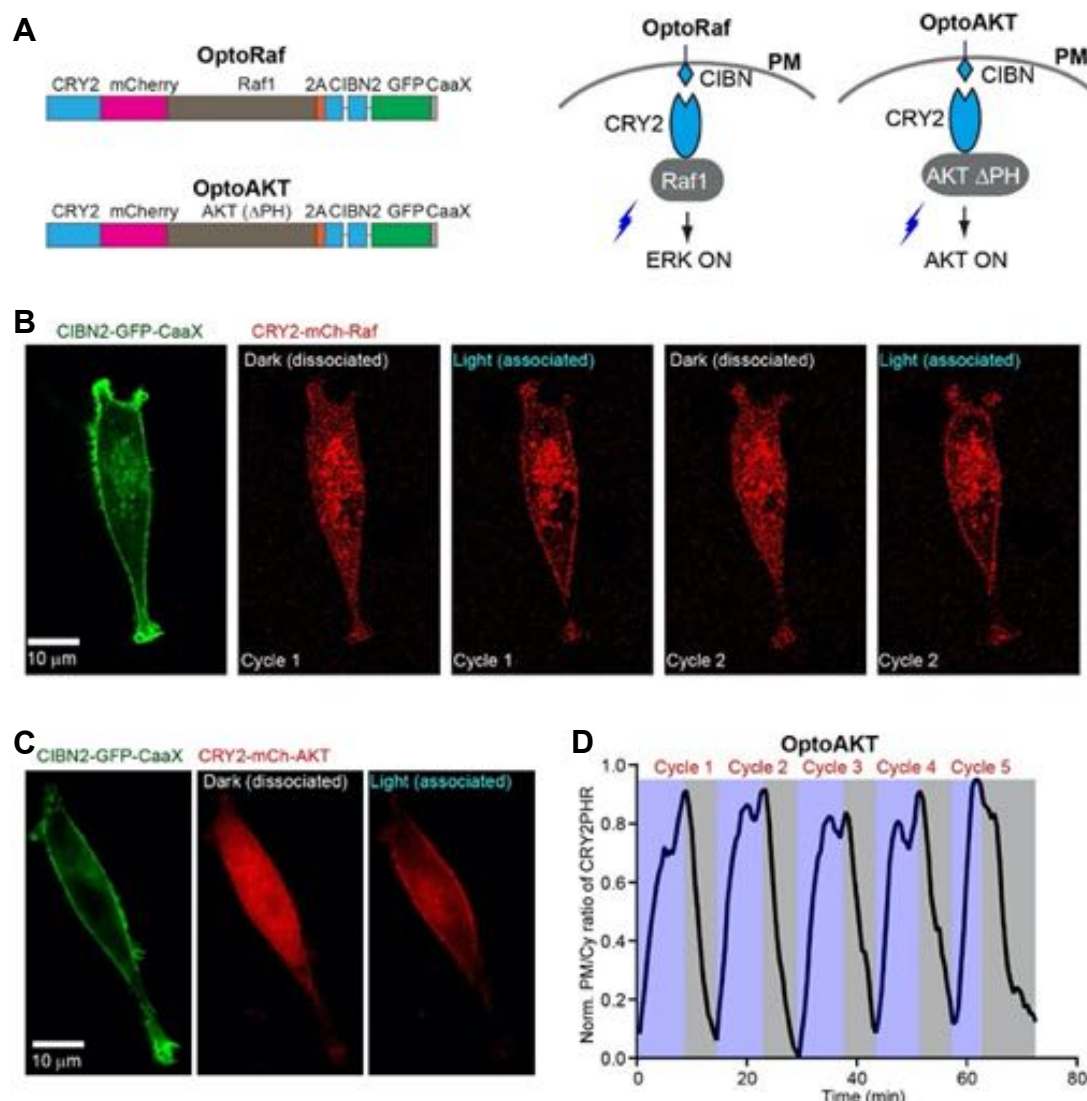 A
OptoRaf
CRY2 mCherry Raf1 2A CIBN2 GFP CaaX
OptoAKT
CRY2 mCherry AKT (ΔPH) 2A CIBN2 GFP CaaX
OptoRaf
PM
CIBN
CRY2
Raf1
ERK ON
OptoAKT
PM
CIBN
CRY2
AKT ΔPH
AKT ON
B
CIBN2-GFP-CaaX
CRY2-mCh-Raf
Dark (dissociated)
Light (associated)
Dark (dissociated)
Light (associated)
10 μm
Cycle 1
Cycle 1
Cycle 2
Cycle 2
C
CIBN2-GFP-CaaX
CRY2-mCh-AKT
Dark (dissociated)
Light (associated)
10 μm
D
OptoAKT
Cycle 1 Cycle 2 Cycle 3 Cycle 4 Cycle 5
Norm. PM/Cy ratio of CRY2PHR
1.0
0.8
0.6
0.4
0.2
0.0
0 20 40 60 80
Time (min)